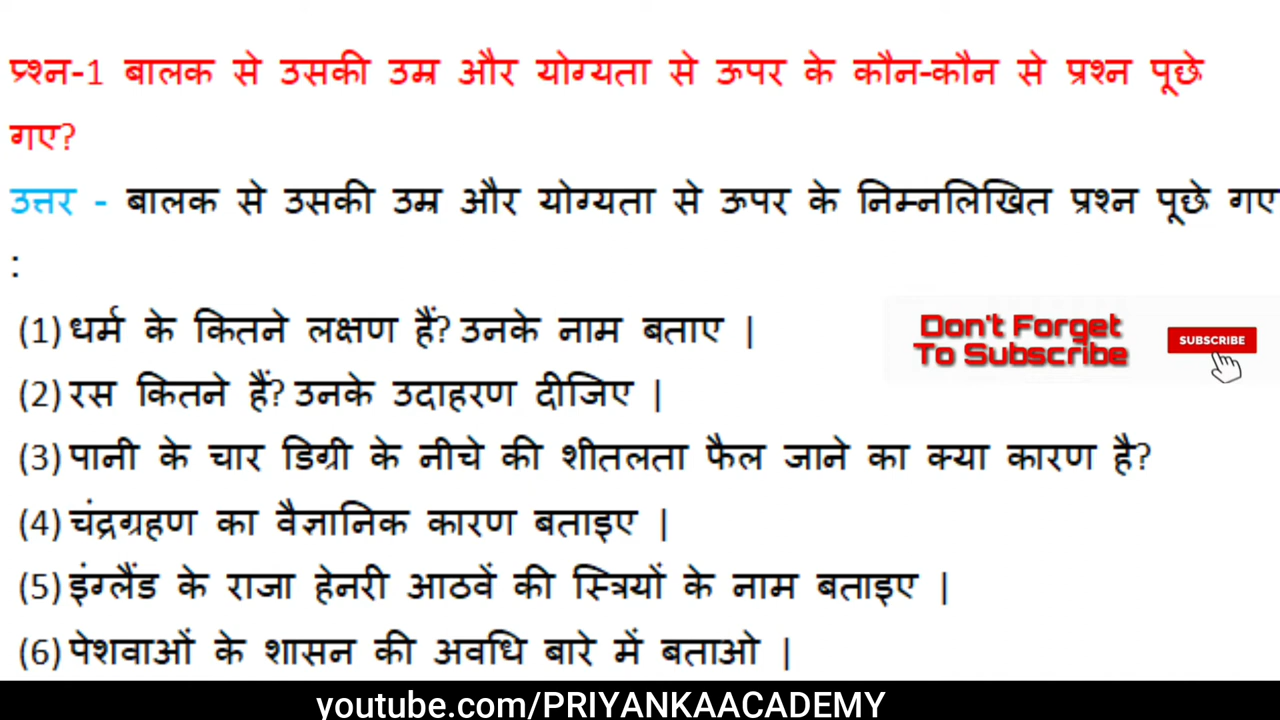 प्रश्न-1 बालक से उसकी उम्र और योग्यता से ऊपर के कौन-कौन से प्रश्न पूछे
गए?
उत्तर - बालक से उसकी उम्र और योग्यता से ऊपर के निम्नलिखित प्रश्न पूछे गए
:
(1) धर्म के कितने लक्षण हैं? उनके नाम बताए |
(2) रस कितने हैं? उनके उदाहरण दीजिए |
Don't Forget
To Subscribe
SUBSCRIBE
(3) पानी के चार डिग्री के नीचे की शीतलता फैल जाने का क्या कारण है?
(4) चंद्रग्रहण का वैज्ञानिक कारण बताइए |
(5) इंग्लैंड के राजा हेनरी आठवें की स्त्रियों के नाम बताइए |
(6) पेशवाओं के शासन की अवधि बारे में बताओ |
youtube.com/PRIYANKAACADEMY